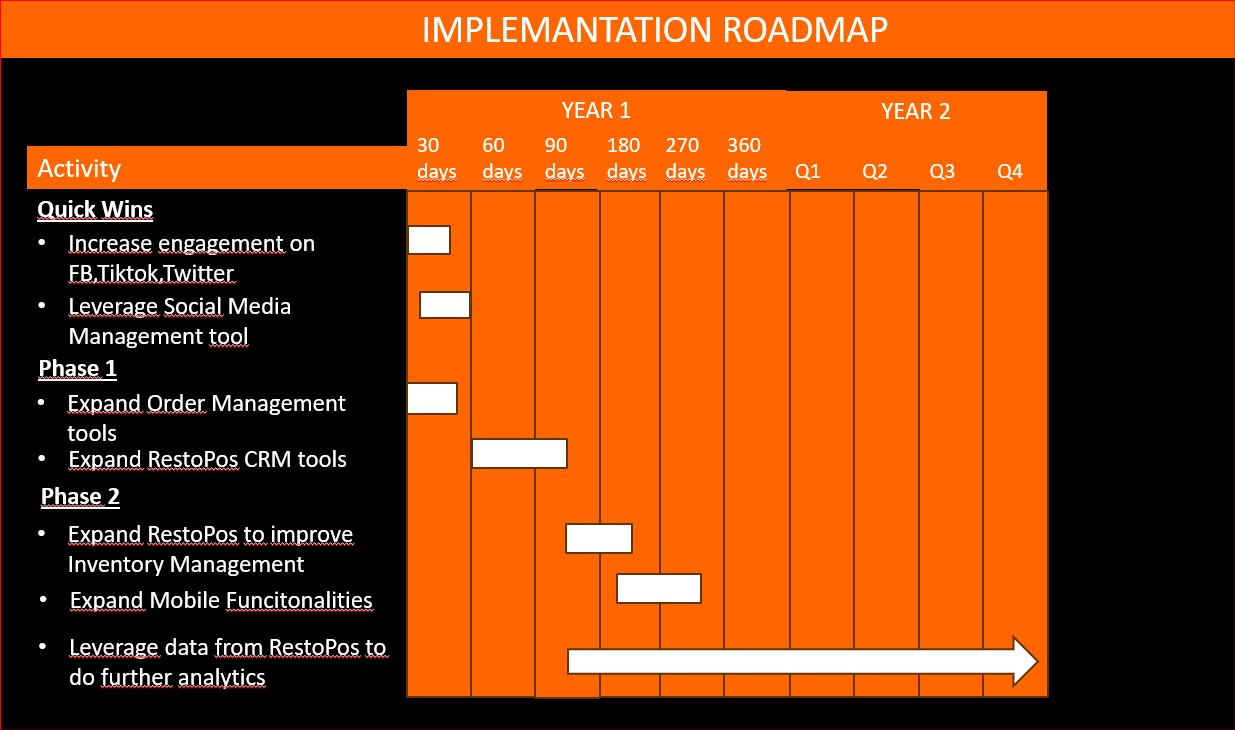 IMPLEMANTATION ROADMAP
YEAR 1 YEAR 2
30 60 90 180 270 360
days days days days days days Q1 Q2 Q3 Q4
Activity
Quick Wins
• Increase engagement on
FB,Tiktok,Twitter
• Leverage Social Media
Management tool
Phase 1
• Expand Order Management
tools
• Expand RestoPos CRM tools
Phase 2
• Expand RestoPos to improve
Inventory Management
• Expand Mobile Funcitonalities
• Leverage data from RestoPos to
do further analytics